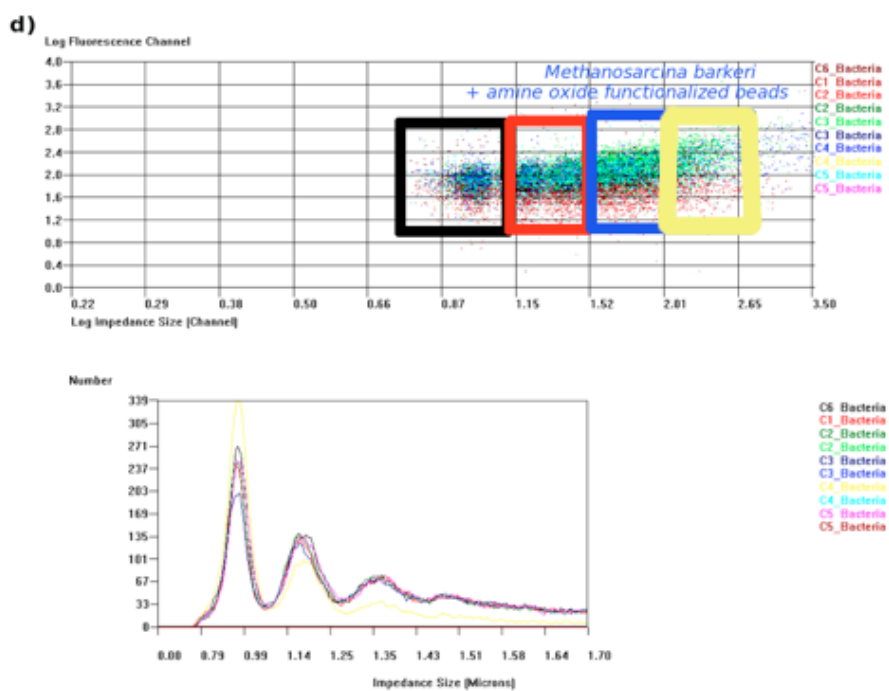 d)
Log Fluorescence Channel
4.0
3.6
3.2
2.8
2.4
2.0
1.6
1.2
0.8
0.4
0.0
Methanosarcina barkeri
+ amine oxide functionalized beads
C6_Bacteria
C1_Bacteria
C2_Bacteria
C2_Bacteria
C3_Bacteria
C3_Bacteria
C4_Bacteria
C4_Bacteria
C5_Bacteria
C5_Bacteria
0.22 0.29 0.38 0.50 0.66 0.87 1.15 1.52 2.01 2.65 3.50
Log Impedance Size (Channel)
Number
339
305
271
237
203
169
135
101
67
33
0
C6 Bacteria
C1_Bacteria
C2_Bacteria
C2_Bacteria
C3_Bacteria
C3_Bacteria
C4_Bacteria
C4_Bacteria
C5_Bacteria
C5_Bacteria
0.00 0.79 0.99 1.14 1.25 1.35 1.43 1.51 1.58 1.64 1.70
Impedance Size (Microns)